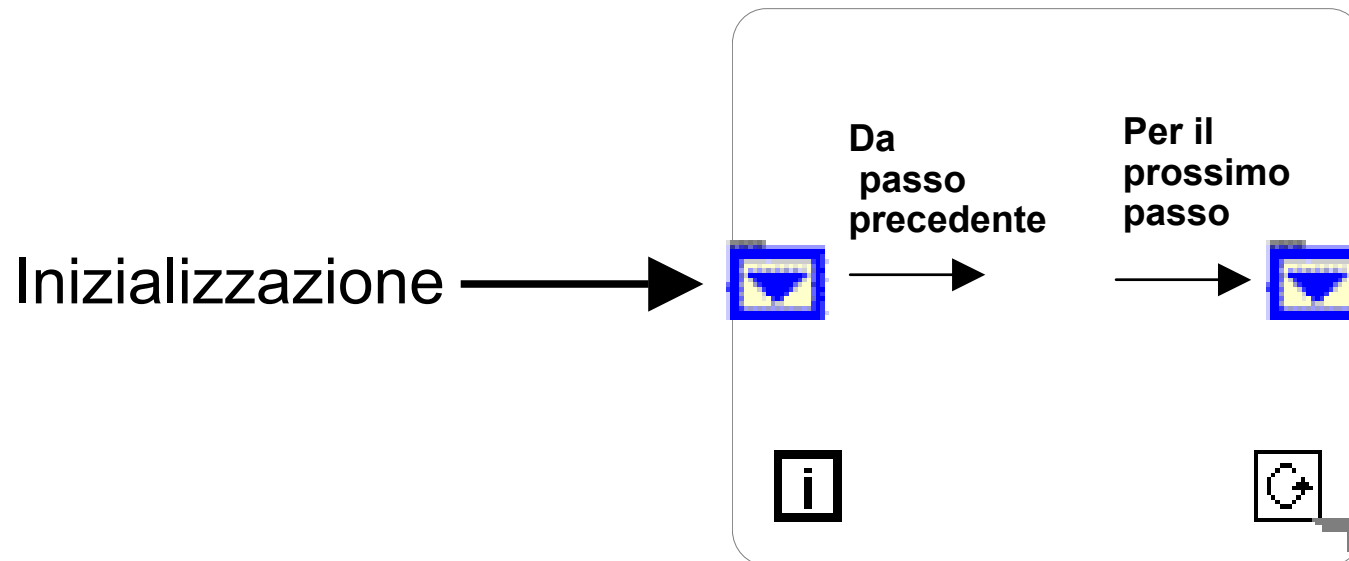 Da
passo
precedente
Per il
prossimo
passo
Inizializzazione
i